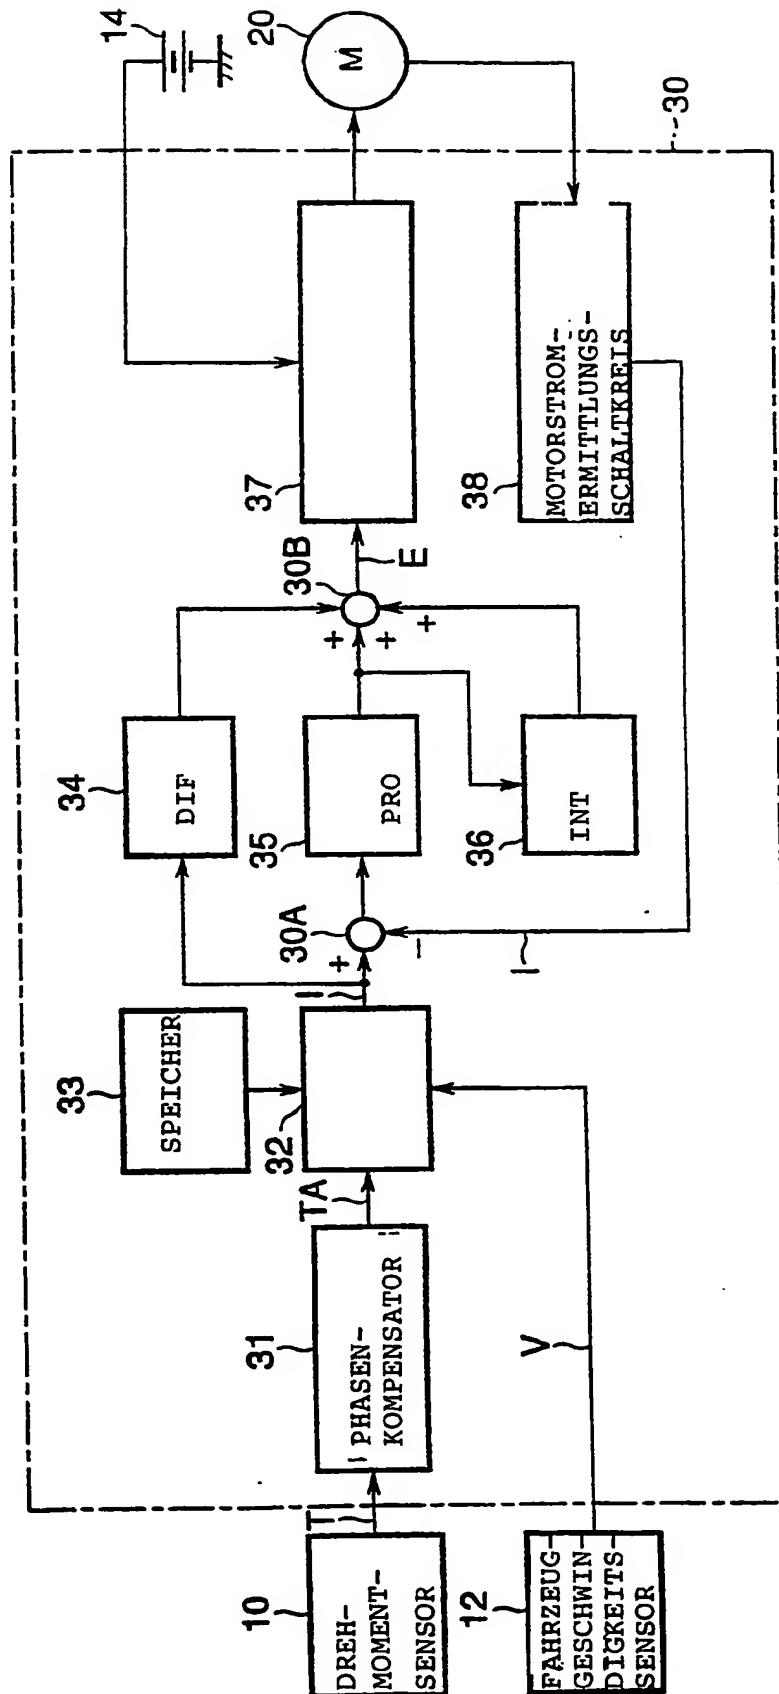 14
20
M
30
37
38
MOTORSTROM-
ERMITTLUNGS-
SCHALTKREIS
30B
E
+
+
+
34
DIF
35
PRO
36
INT
30A
+
−
I
I
33
SPEICHER
32
TA
31
PHASEN-
KOMPENSATOR
V
T
10
DREH-
MOMENT-
SENSOR
12
FAHRZEUG-
GESCHWIN-
DIGKEITS-
SENSOR